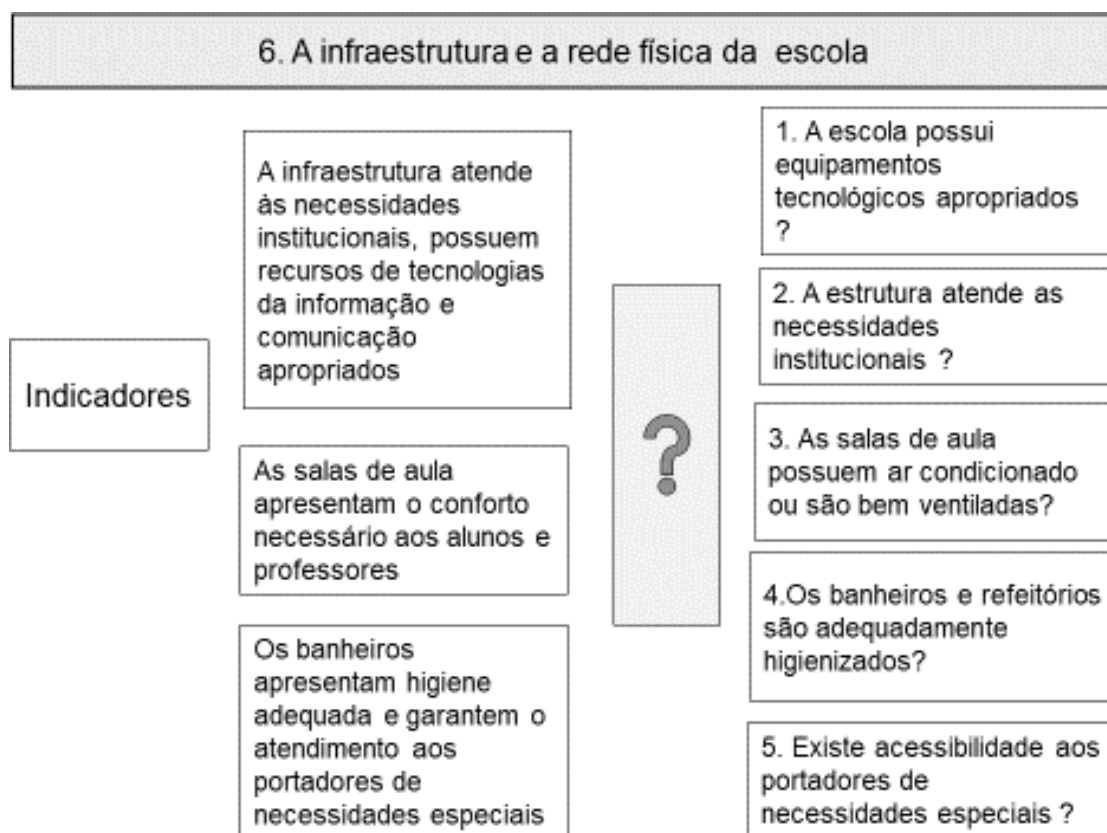 6. A infraestrutura e a rede física da escola
Indicadores
A infraestrutura atende
às necessidades
institucionais, possuem
recursos de tecnologias
da informação e
comunicação
apropriados
As salas de aula
apresentam o conforto
necessário aos alunos e
professores
Os banheiros
apresentam higiene
adequada e garantem o
atendimento aos
portadores de
necessidades especiais
?
1. A escola possui
equipamentos
tecnológicos apropriados
?
2. A estrutura atende as
necessidades
institucionais ?
3. As salas de aula
possuem ar condicionado
ou são bem ventiladas?
4.Os banheiros e refeitórios
são adequadamente
higienizados?
5. Existe acessibilidade aos
portadores de
necessidades especiais ?